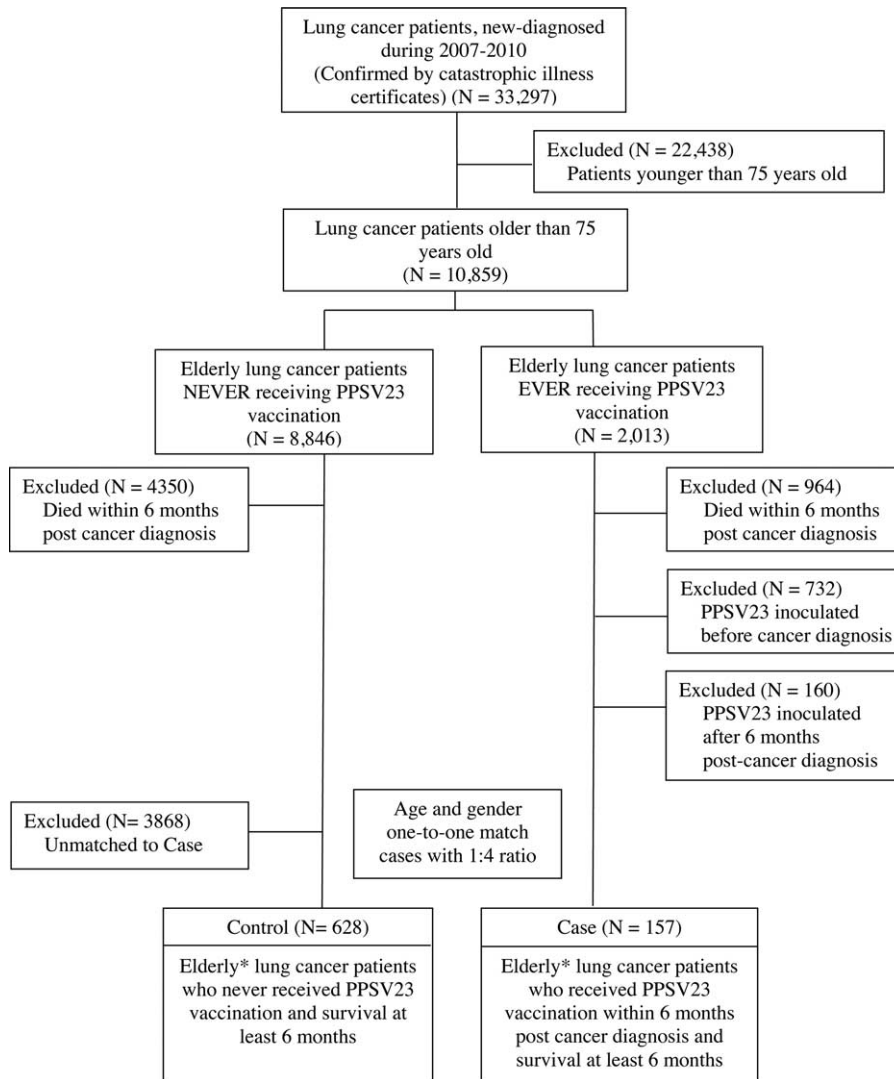 Lung cancer patients, new-diagnosed
during 2007-2010
(Confirmed by catastrophic illness
certificates) (N = 33,297)
Excluded (N = 22,438)
Patients younger than 75 years old
Lung cancer patients older than 75
years old
(N = 10,859)
Elderly lung cancer patients
NEVER receiving PPSV23
vaccination
(N = 8,846)
Elderly lung cancer patients
EVER receiving PPSV23
vaccination
(N = 2,013)
Excluded (N = 4350)
Died within 6 months
post cancer diagnosis
Excluded (N = 964)
Died within 6 months
post cancer diagnosis
Excluded (N = 732)
PPSV23 inoculated
before cancer diagnosis
Excluded (N = 160)
PPSV23 inoculated
after 6 months
post-cancer diagnosis
Excluded (N= 3868)
Unmatched to Case
Age and gender
one-to-one match
cases with 1:4 ratio
Control (N= 628)
Elderly* lung cancer patients
who never received PPSV23
vaccination and survival at
least 6 months
Case (N = 157)
Elderly* lung cancer patients
who received PPSV23
vaccination within 6 months
post cancer diagnosis and
survival at least 6 months